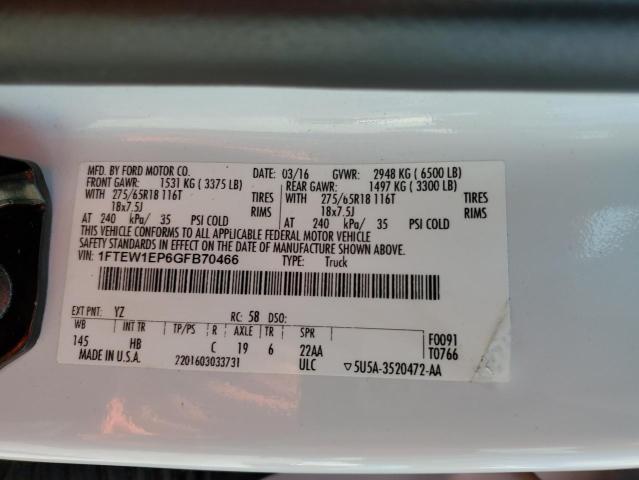 MFD. BY FORD MOTOR CO. DATE: 03/16 GVWR: 2948 KG ( 6500 LB)
FRONT GAWR: 1531 KG ( 3375 LB) REAR GAWR: 1497 KG ( 3300 LB)
WITH 275/65R18 116T TIRES WITH 275/65R18 116T TIRES
18x7.5J RIMS 18x7.5J RIMS
AT 240 kPa/ 35 PSI COLD AT 240 kPa/ 35 PSI COLD
THIS VEHICLE CONFORMS TO ALL APPLICABLE FEDERAL MOTOR VEHICLE
SAFETY STANDARDS IN EFFECT ON THE DATE OF MANUFACTURE SHOWN ABOVE.
VIN: 1FTEW1EP6GFB70466 TYPE: Truck
EXT PNT: YZ RC: 58 DSO:
WB INT TR TP/PS R AXLE TR SPR F0091
145 HB C 19 6 22AA T0766
MADE IN U.S.A. 2201603033731 ULC 5U5A-3520472-AA